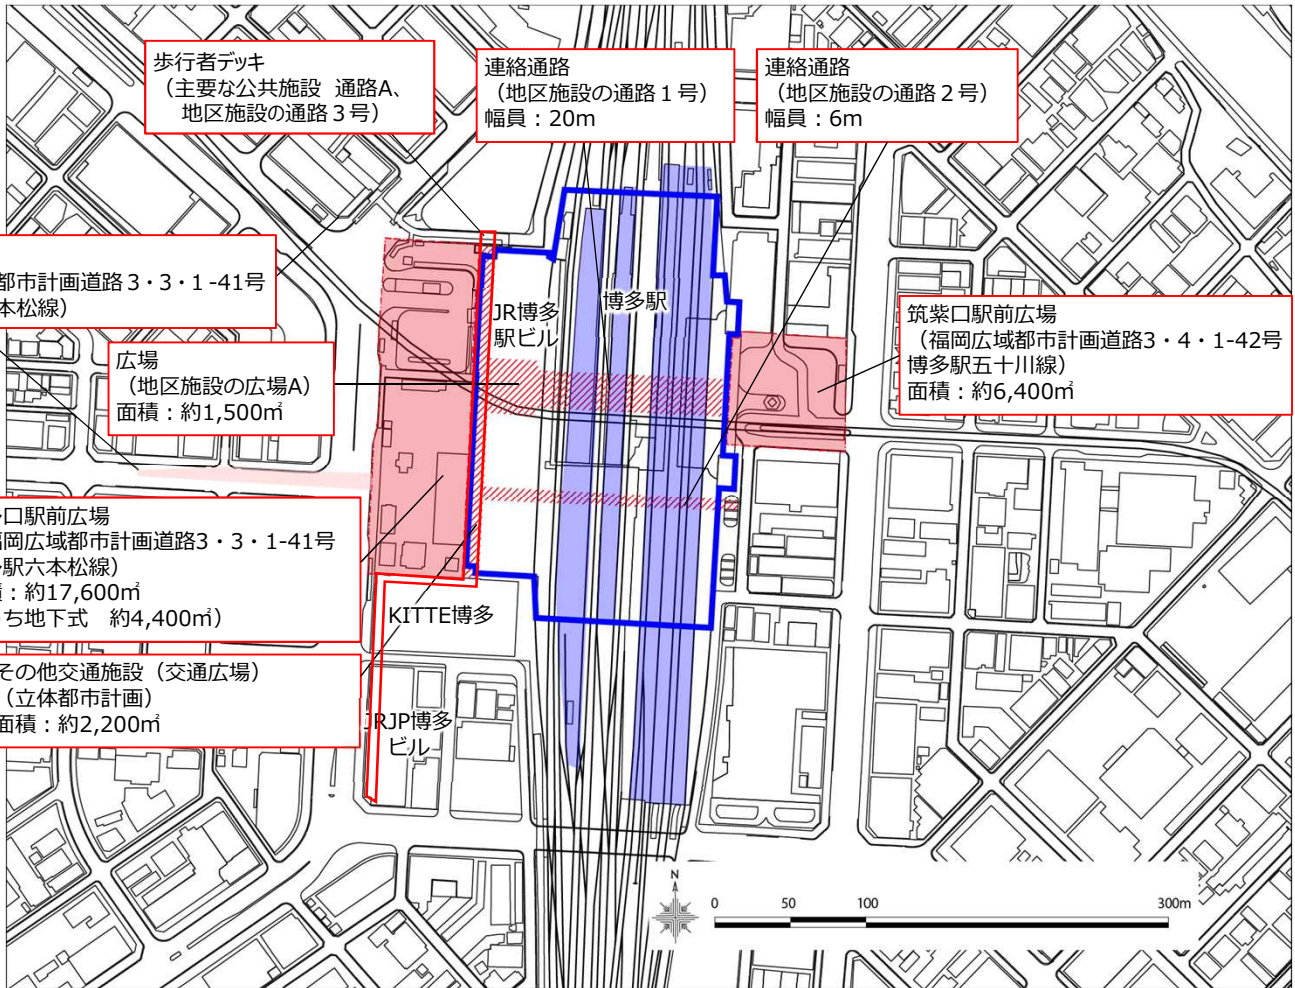 歩行者デッキ
（主要な公共施設 通路A、
地区施設の通路３号）
連絡通路
（地区施設の通路１号）
幅員：20m
連絡通路
（地区施設の通路２号）
幅員：6m
都市計画道路３・３・１-41号
本松線）
広場
（地区施設の広場A）
面積：約1,500㎡
JR博多
駅ビル
博多駅
筑紫口駅前広場
（福岡広域都市計画道路3・4・1-42号
博多駅五十川線）
面積：約6,400㎡
口駅前広場
岡広域都市計画道路3・3・1-41号
駅六本松線）
：約17,600㎡
ち地下式 約4,400㎡）
KITTE博多
その他交通施設（交通広場）
（立体都市計画）
面積：約2,200㎡
JRJP博多
ビル
N
0 50 100 300m